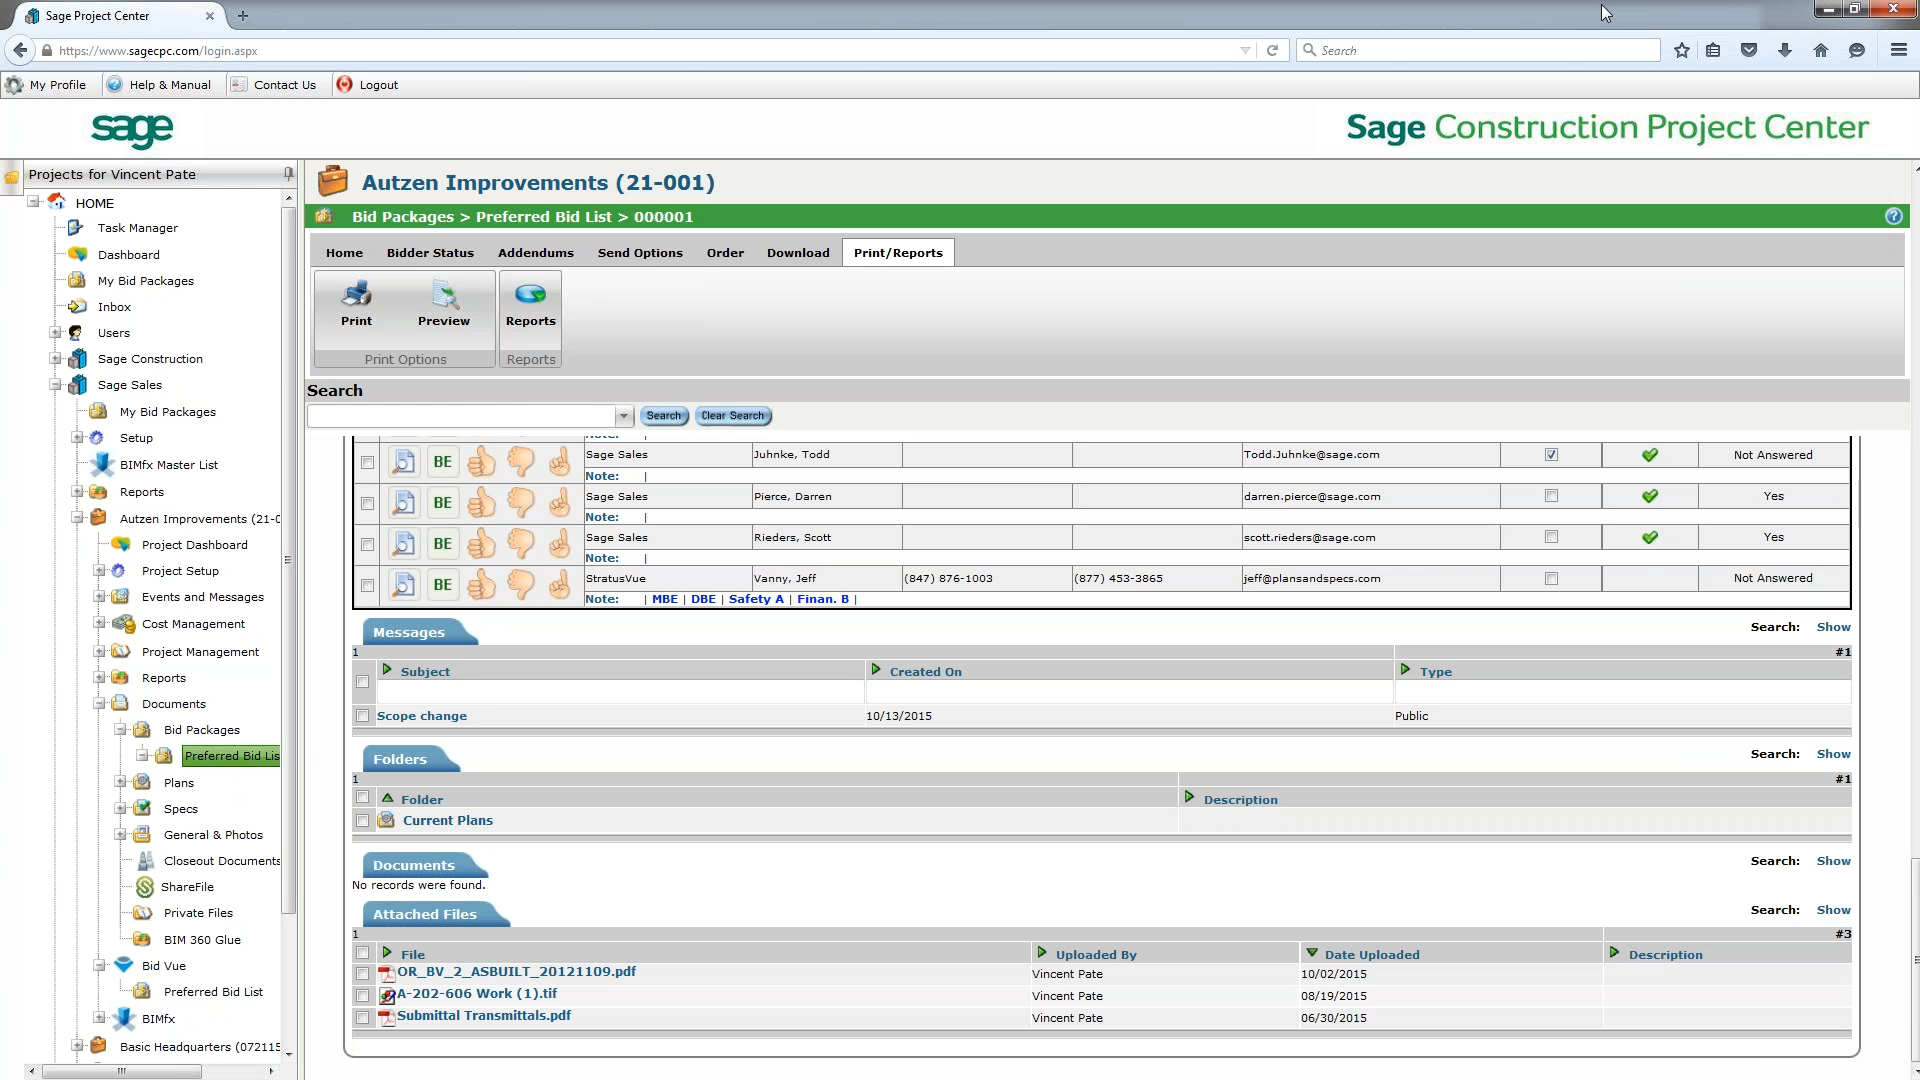 Sage Project Center
https://www.sagecpc.com/login.aspx
Search
My Profile
Help & Manual
Contact Us
Logout
sage
Sage Construction Project Center
Projects for Vincent Pate
HOME
Task Manager
Dashboard
My Bid Packages
Inbox
Users
Sage Construction
Sage Sales
My Bid Packages
Setup
BIMfx Master List
Reports
Autzen Improvements (21-0
Project Dashboard
Project Setup
Events and Messages
Cost Management
Project Management
Reports
Documents
Bid Packages
Preferred Bid Lis
Plans
Specs
General & Photos
Closeout Documents
ShareFile
Private Files
BIM 360 Glue
Bid Vue
Preferred Bid List
BIMfx
Basic Headquarters (072115
Autzen Improvements (21-001)
Bid Packages > Preferred Bid List > 000001
Home Bidder Status Addendums Send Options Order Download Print/Reports
Print Preview Reports
Print Options Reports
Search
Search Clear Search
BE Sage Sales Juhnke, Todd Todd.Juhnke@sage.com Not Answered
Note: |
BE Sage Sales Pierce, Darren darren.pierce@sage.com Yes
Note: |
BE Sage Sales Rieders, Scott scott.rieders@sage.com Yes
Note: |
BE StratusVue Vanny, Jeff (847) 876-1003 (877) 453-3865 jeff@plansandspecs.com Not Answered
Note: | MBE | DBE | Safety A | Finan. B |
Messages Search: Show
1 #1
Subject Created On Type
Scope change 10/13/2015 Public
Folders Search: Show
1 #1
Folder Description
Current Plans
Documents Search: Show
No records were found.
Attached Files Search: Show
1 #3
File Uploaded By Date Uploaded Description
OR_BV_2_ASBUILT_20121109.pdf Vincent Pate 10/02/2015
A-202-606 Work (1).tif Vincent Pate 08/19/2015
Submittal Transmittals.pdf Vincent Pate 06/30/2015